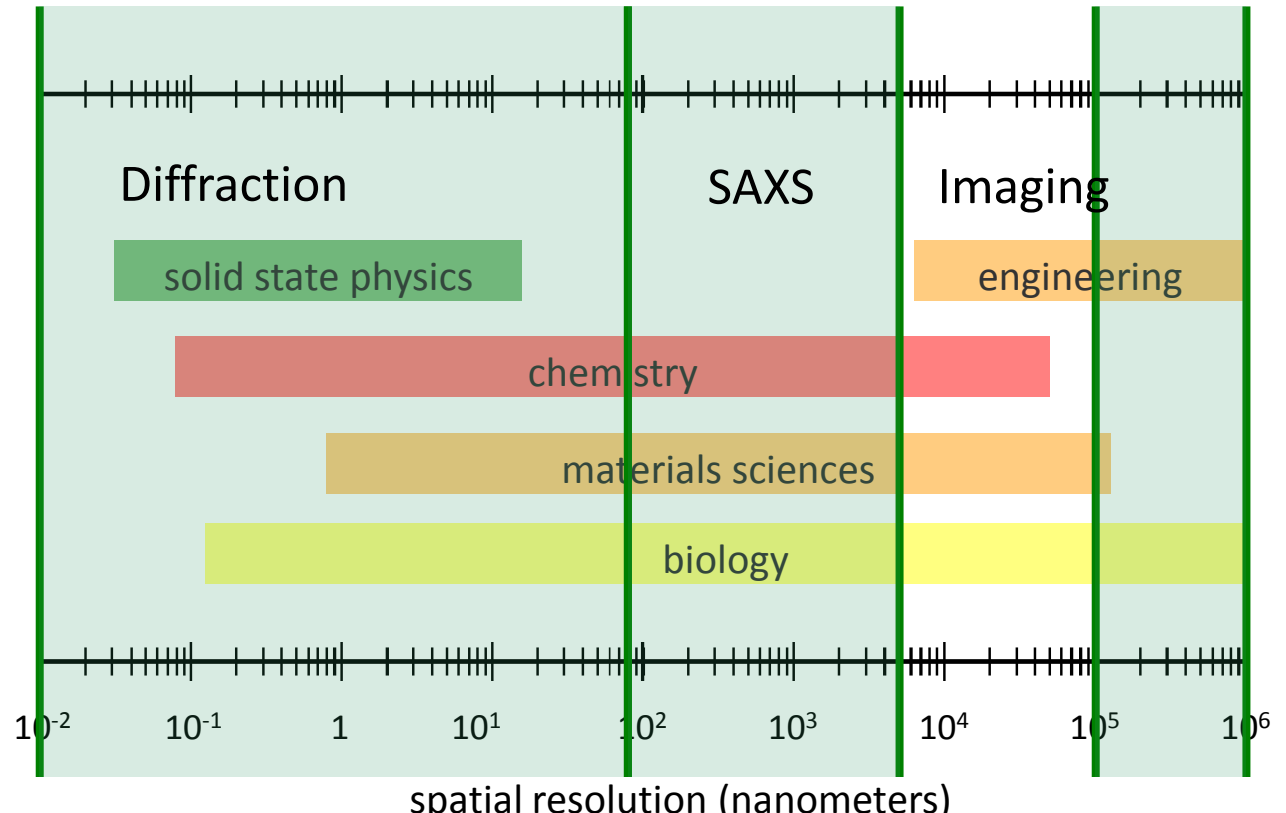 Diffraction SAXS Imaging
solid state physics engineering
chemistry
materials sciences
biology
10⁻² 10⁻¹ 1 10¹ 10² 10³ 10⁴ 10⁵ 10⁶
spatial resolution (nanometers)